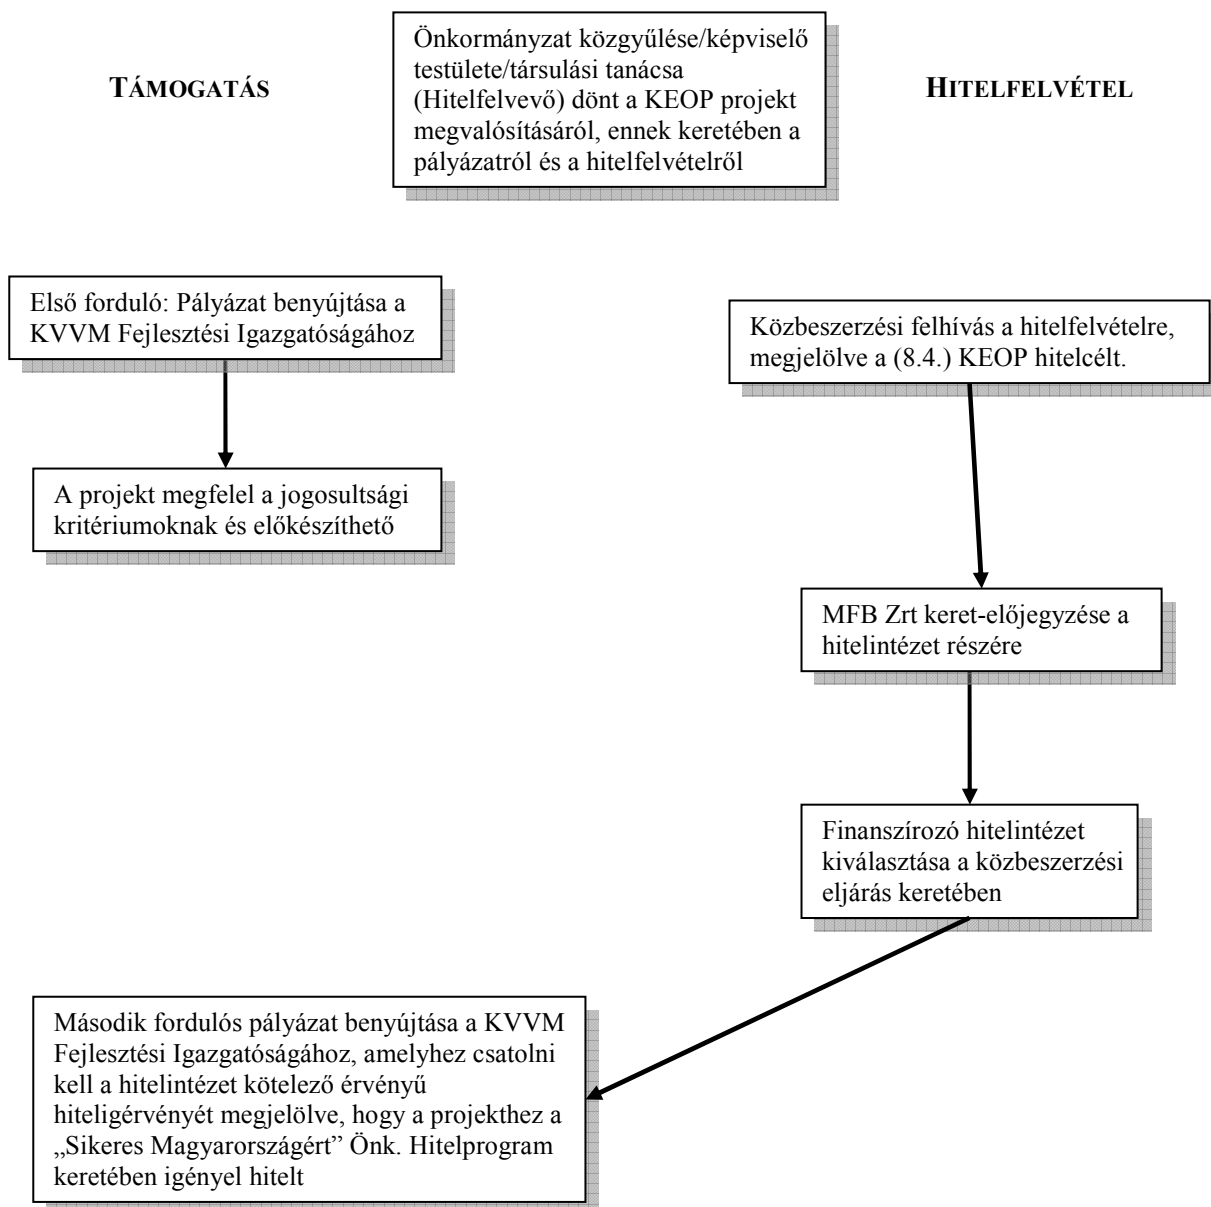 TÁMOGATÁS
Önkormányzat közgyűlése/képviselő
testülete/társulási tanácsa
(Hitelfelvevő) dönt a KEOP projekt
megvalósításáról, ennek keretében a
pályázatról és a hitelfelvételről
HITELFELVÉTEL
Első forduló: Pályázat benyújtása a
KVVM Fejlesztési Igazgatóságához
Közbeszerzési felhívás a hitelfelvételre,
megjelölve a (8.4.) KEOP hitelcélt.
A projekt megfelel a jogosultsági
kritériumoknak és előkészíthető
MFB Zrt keret-előjegyzése a
hitelintézet részére
Finanszírozó hitelintézet
kiválasztása a közbeszerzési
eljárás keretében
Második fordulós pályázat benyújtása a KVVM
Fejlesztési Igazgatóságához, amelyhez csatolni
kell a hitelintézet kötelező érvényű
hiteligérvényét megjelölve, hogy a projekthez a
„Sikeres Magyarországért” Önk. Hitelprogram
keretében igényel hitelt